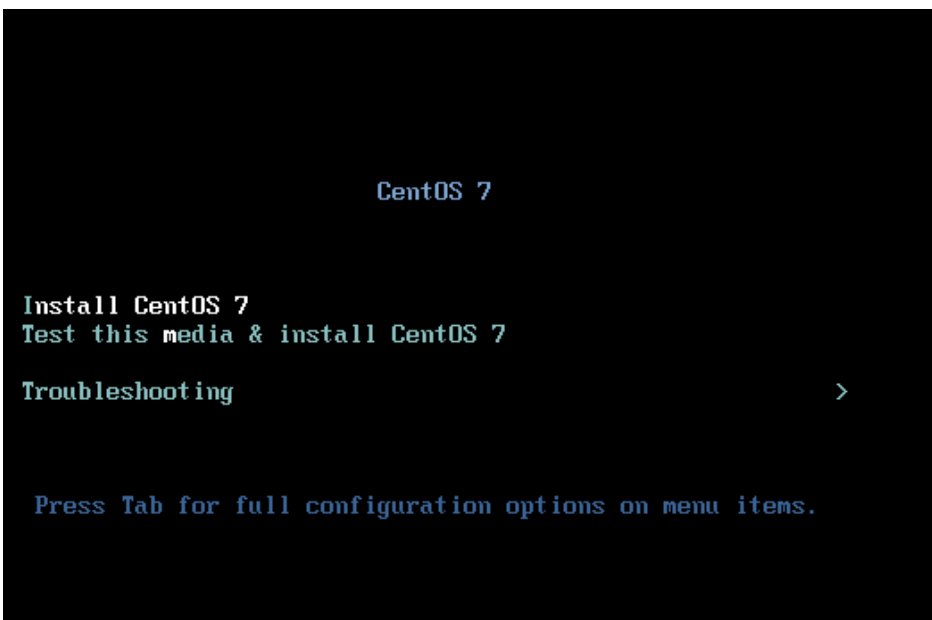 CentOS 7
Install CentOS 7
Test this media & install CentOS 7
Troubleshooting >
Press Tab for full configuration options on menu items.